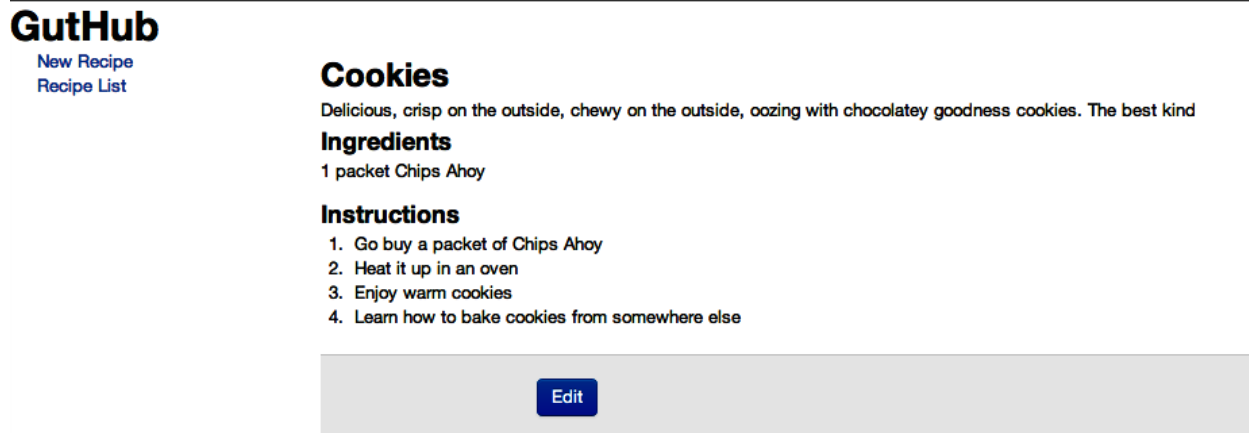 GutHub
New Recipe
Recipe List
Cookies
Delicious, crisp on the outside, chewy on the outside, oozing with chocolatey goodness cookies. The best kind
Ingredients
1 packet Chips Ahoy
Instructions
1. Go buy a packet of Chips Ahoy
2. Heat it up in an oven
3. Enjoy warm cookies
4. Learn how to bake cookies from somewhere else
Edit